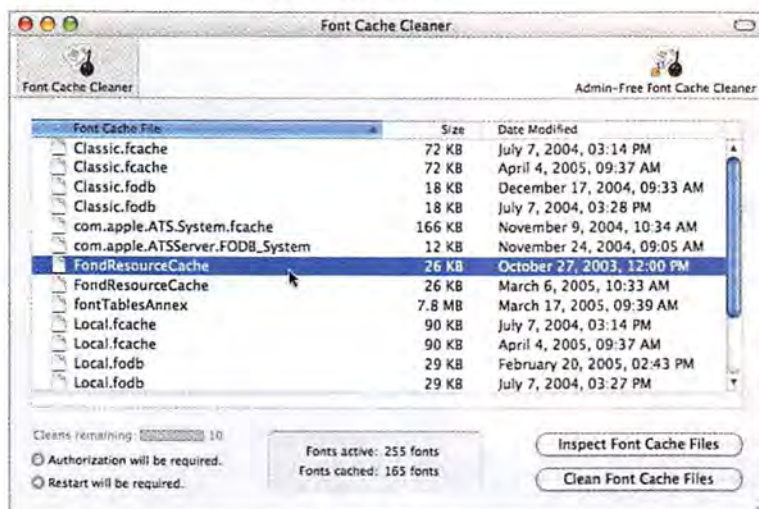 Font Cache Cleaner
Font Cache Cleaner
Admin-Free Font Cache Cleaner
Font Cache File Size Date Modified
Classic.fcache 72 KB July 7, 2004, 03:14 PM
Classic.fcache 72 KB April 4, 2005, 09:37 AM
Classic.fodb 18 KB December 17, 2004, 09:33 AM
Classic.fodb 18 KB July 7, 2004, 03:28 PM
com.apple.ATS.System.fcache 166 KB November 9, 2004, 10:34 AM
com.apple.ATSServer.FODB_System 12 KB November 24, 2004, 09:05 AM
FondResourceCache 26 KB October 27, 2003, 12:00 PM
FondResourceCache 26 KB March 6, 2005, 10:33 AM
fontTablesAnnex 7.8 MB March 17, 2005, 09:39 AM
Local.fcache 90 KB July 7, 2004, 03:14 PM
Local.fcache 90 KB April 4, 2005, 09:37 AM
Local.fodb 29 KB February 20, 2005, 02:43 PM
Local.fodb 29 KB July 7, 2004, 03:27 PM
Cleans remaining: 10
Authorization will be required.
Restart will be required.
Fonts active: 255 fonts
Fonts cached: 165 fonts
Inspect Font Cache Files
Clean Font Cache Files